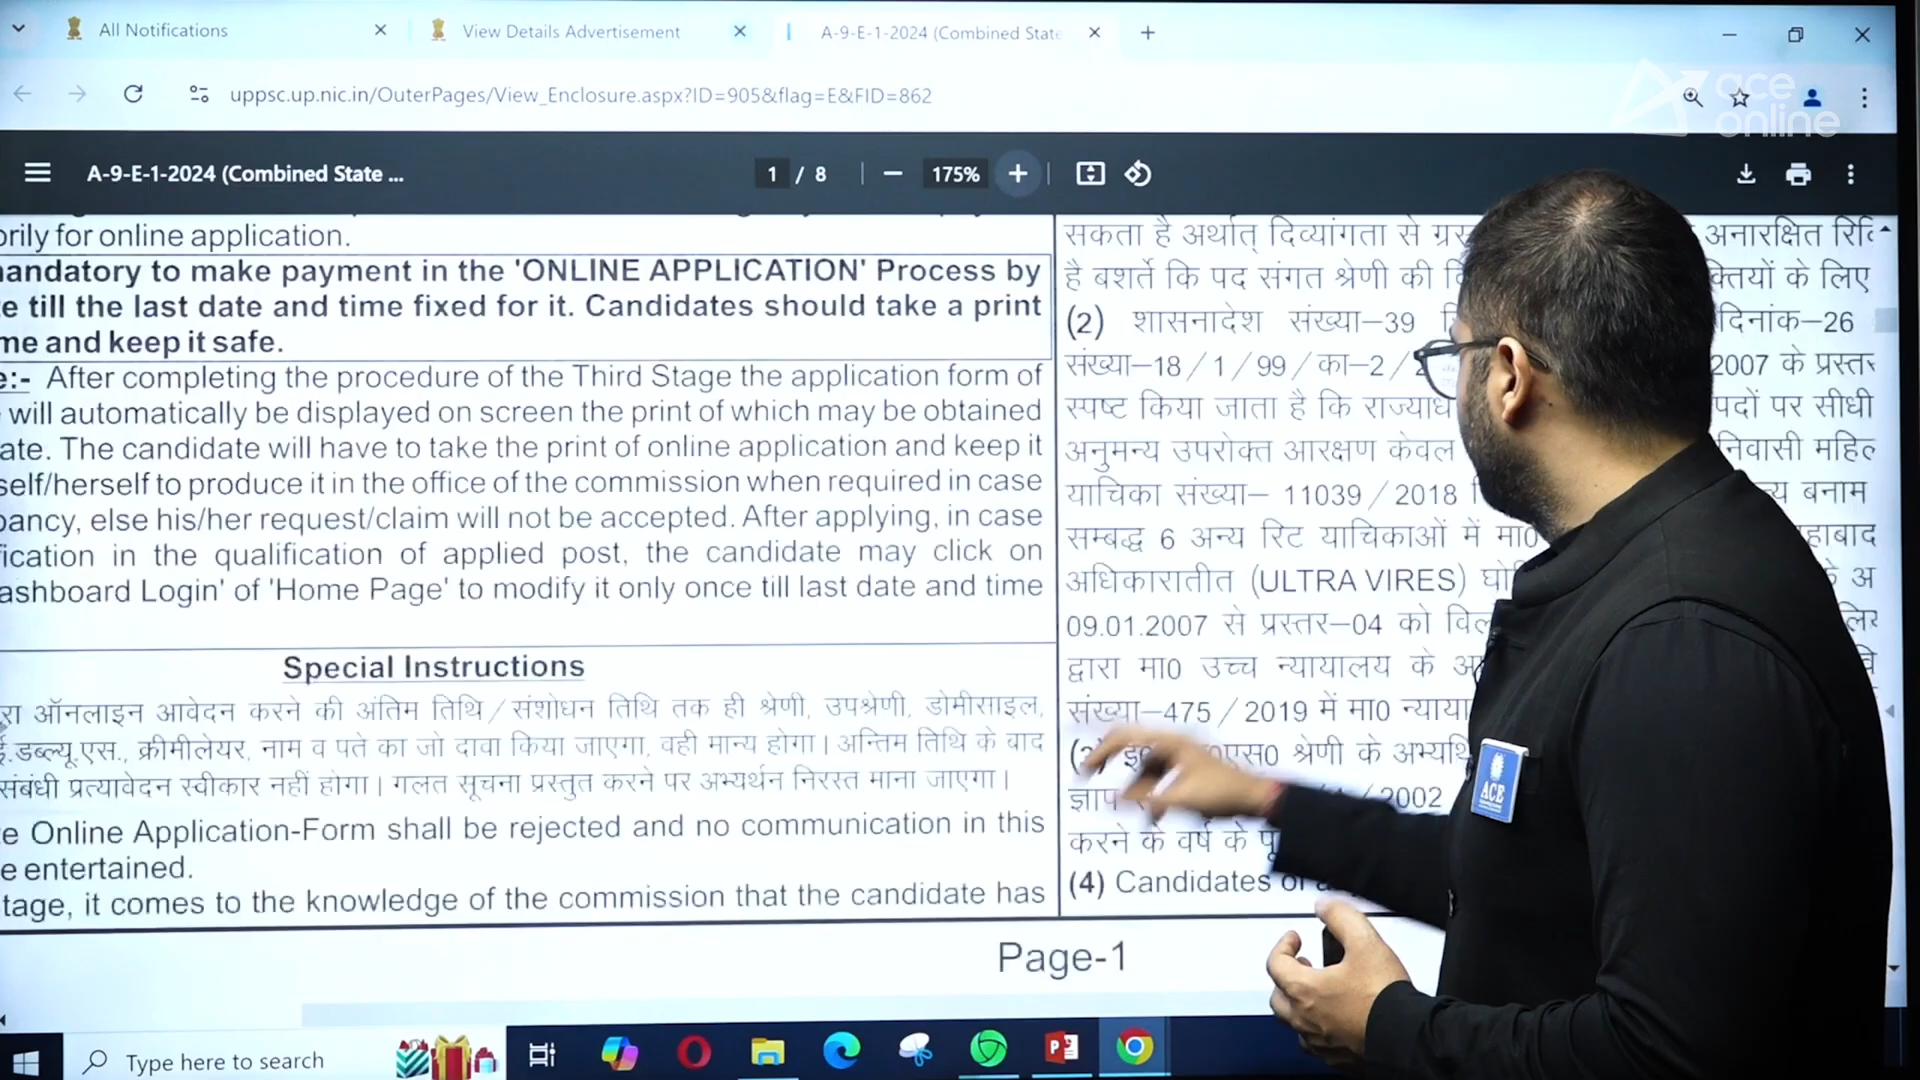 All Notifications
View Details Advertisement
A-9-E-1-2024 (Combined State
uppsc.up.nic.in/OuterPages/View_Enclosure.aspx?ID=905&flag=E&FID=862
ace
online
A-9-E-1-2024 (Combined State ...
1 / 8
175%
orily for online application.
andatory to make payment in the 'ONLINE APPLICATION' Process by
e till the last date and time fixed for it. Candidates should take a print
me and keep it safe.
e:- After completing the procedure of the Third Stage the application form of
will automatically be displayed on screen the print of which may be obtained
ate. The candidate will have to take the print of online application and keep it
self/herself to produce it in the office of the commission when required in case
pancy, else his/her request/claim will not be accepted. After applying, in case
fication in the qualification of applied post, the candidate may click on
ashboard Login' of 'Home Page' to modify it only once till last date and time
Special Instructions
रा ऑनलाइन आवेदन करने की अंतिम तिथि/संशोधन तिथि तक ही श्रेणी, उपश्रेणी, डोमीसाइल,
ई.डब्ल्यू.एस., क्रीमीलेयर, नाम व पते का जो दावा किया जाएगा, वही मान्य होगा। अन्तिम तिथि के बाद
संबंधी प्रत्यावेदन स्वीकार नहीं होगा। गलत सूचना प्रस्तुत करने पर अभ्यर्थन निरस्त माना जाएगा।
e Online Application-Form shall be rejected and no communication in this
e entertained.
tage, it comes to the knowledge of the commission that the candidate has
सकता है अर्थात् दिव्यांगता से अनारक्षित
है बशर्ते कि पद संगत श्रेणी की क्तियों के लिए
(2) शासनादेश संख्या–39 दिनांक–26
संख्या–18/1/99/का–2/ 2007 के
स्पष्ट किया जाता है कि पदों पर सीधी
अनुमन्य उपरोक्त आरक्षण केवल
याचिका संख्या– 11039/2018 बनाम
सम्बद्ध 6 अन्य रिट याचिकाओं में मा0
अधिकारातीत (ULTRA VIRES)
09.01.2007 से प्रस्तर–04 को
द्वारा मा0 उच्च न्यायालय के
संख्या–475/2019 में मा0
श्रेणी के
2002
करने के वर्ष के
(4) Candidates
Page-1
ACE
Type here to search